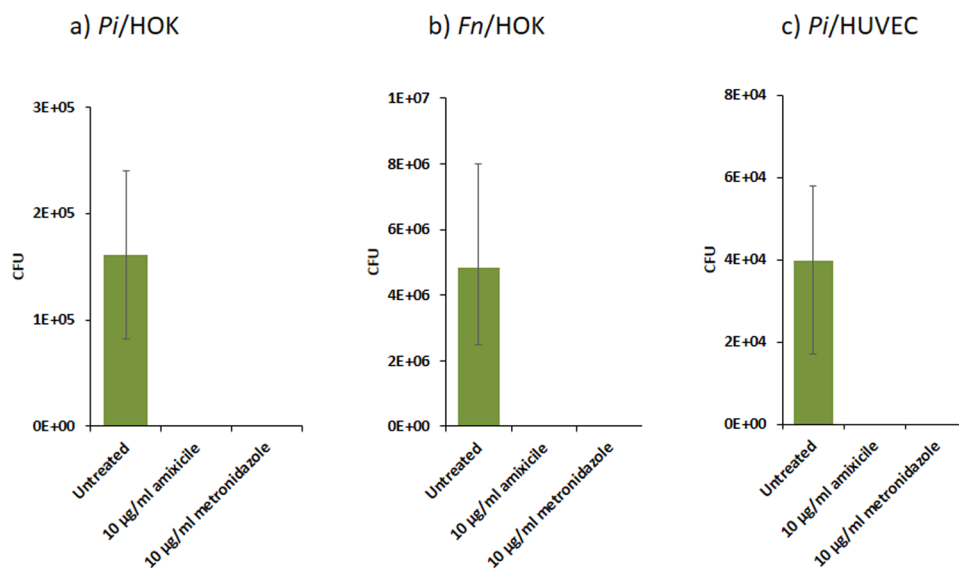 a) Pi/HOK
b) Fn/HOK
c) Pi/HUVEC
3E+05
2E+05
1E+05
0E+00
CFU
Untreated
10 µg/ml amixicile
10 µg/ml metronidazole
1E+07
8E+06
6E+06
4E+06
2E+06
0E+00
CFU
Untreated
10 µg/ml amixicile
10 µg/ml metronidazole
8E+04
6E+04
4E+04
2E+04
0E+00
CFU
Untreated
10 µg/ml amixicile
10 µg/ml metronidazole